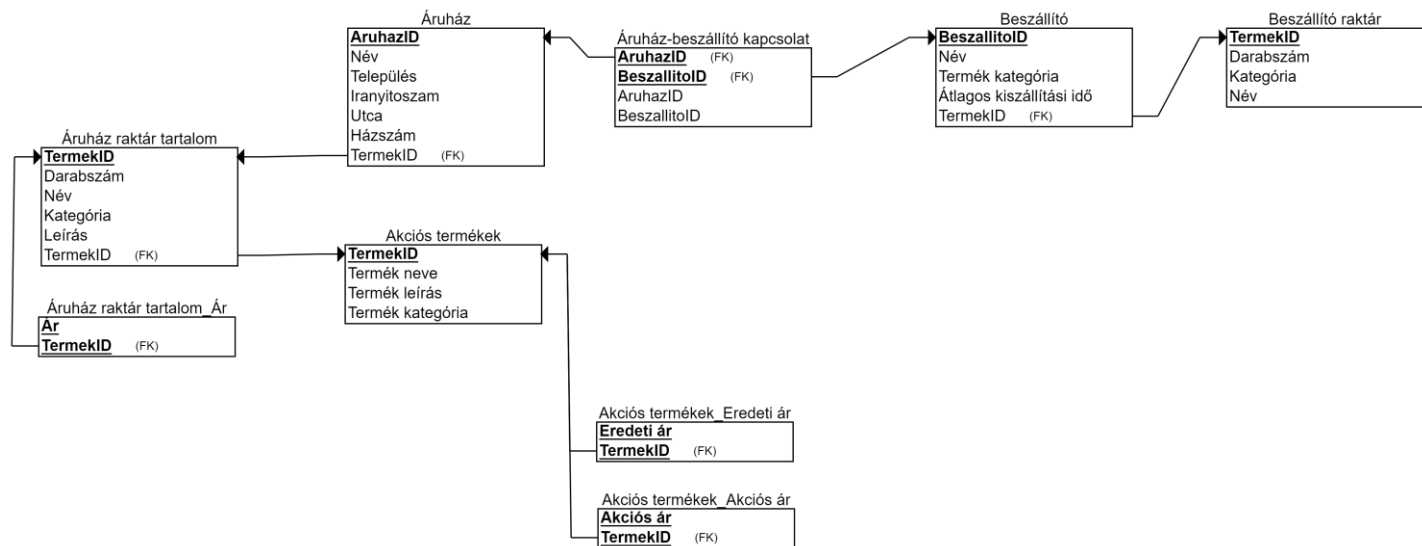 Áruház
AruhazID
Név
Település
Iranyitoszam
Utca
Házszám
TermekID (FK)
Áruház-beszállító kapcsolat
AruhazID (FK)
BeszallitoID (FK)
AruhazID
BeszallitoID
Beszállító
BeszallitoID
Név
Termék kategória
Átlagos kiszállítási idő
TermekID (FK)
Beszállító raktár
TermekID
Darabszám
Kategória
Név
Áruház raktár tartalom
TermekID
Darabszám
Név
Kategória
Leírás
TermekID (FK)
Akciós termékek
TermekID
Termék neve
Termék leírás
Termék kategória
Áruház raktár tartalom_Ár
Ár
TermekID (FK)
Akciós termékek_Eredeti ár
Eredeti ár
TermekID (FK)
Akciós termékek_Akciós ár
Akciós ár
TermekID (FK)